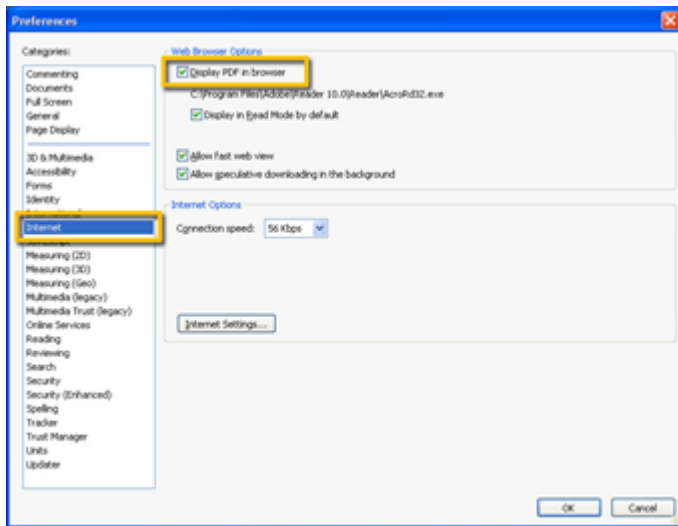 Preferences
Categories:
Commenting
Documents
Full Screen
General
Page Display
3D & Multimedia
Accessibility
Forms
Identity
Internet
Measuring (2D)
Measuring (3D)
Measuring (Geo)
Multimedia (legacy)
Multimedia Trust (legacy)
Online Services
Reading
Reviewing
Search
Security
Security (Enhanced)
Spelling
Tracker
Trust Manager
Units
Updater
Web Browser Options
Display PDF in browser
C:\Program Files\Adobe\Reader 10.0\Reader\AcroRd32.exe
Display in Read Mode by default
Allow fast web view
Allow speculative downloading in the background
Internet Options
Connection speed: 56 Kbps
Internet Settings...
OK Cancel